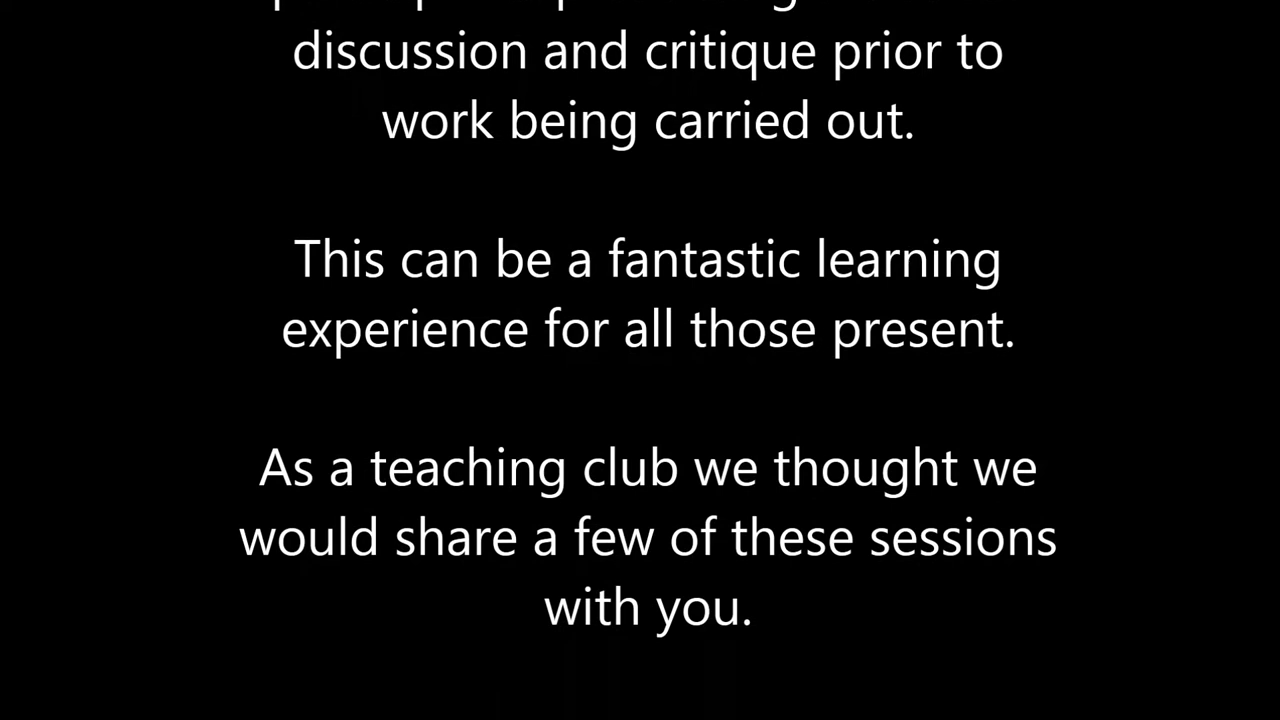 discussion and critique prior to
work being carried out.
This can be a fantastic learning
experience for all those present.
As a teaching club we thought we
would share a few of these sessions
with you.